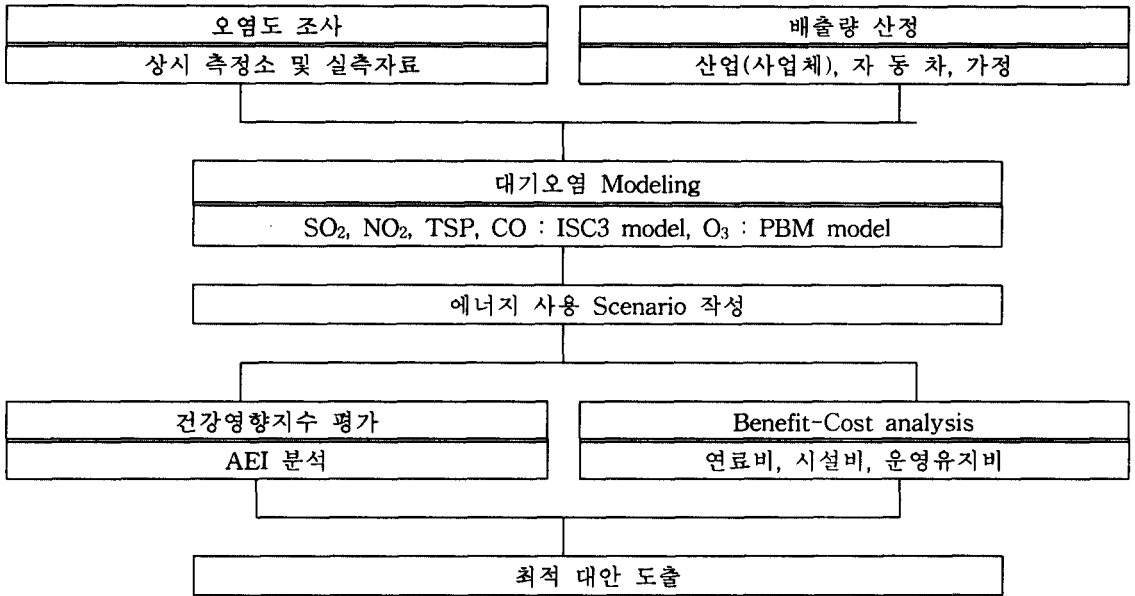 오염도 조사
상시 측정소 및 실측자료
배출량 산정
산업(사업체), 자 동 차, 가정
대기오염 Modeling
SO₂, NO₂, TSP, CO : ISC3 model, O₃ : PBM model
에너지 사용 Scenario 작성
건강영향지수 평가
AEI 분석
Benefit-Cost analysis
연료비, 시설비, 운영유지비
최적 대안 도출